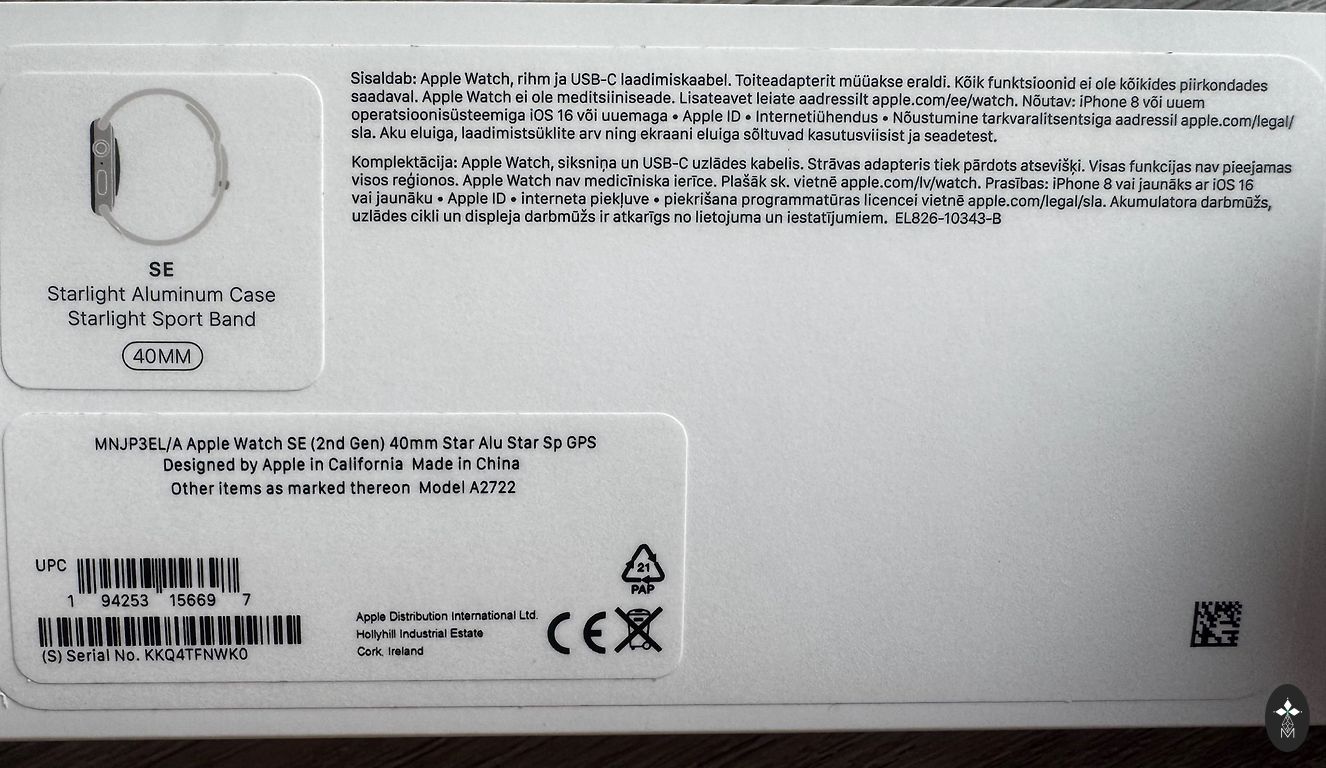 SE
Starlight Aluminum Case
Starlight Sport Band
40MM
Sisaldab: Apple Watch, rihm ja USB-C laadimiskaabel. Toiteadapterit müüakse eraldi. Kõik funktsioonid ei ole kõikides piirkondades
saadaval. Apple Watch ei ole meditsiiniseade. Lisateavet leiate aadressilt apple.com/ee/watch. Nõutav: iPhone 8 või uuem
operatsioonisüsteemiga iOS 16 või uuemaga • Apple ID • Internetiühendus • Nõustumine tarkvaralitsentsiga aadressil apple.com/legal/
sla. Aku eluiga, laadimistsüklite arv ning ekraani eluiga sõltuvad kasutusviisist ja seadetest.
Komplektācija: Apple Watch, siksniņa un USB-C uzlādes kabelis. Strāvas adapteris tiek pārdots atsevišķi. Visas funkcijas nav pieejamas
visos reģionos. Apple Watch nav medicīniska ierīce. Plašāk sk. vietnē apple.com/lv/watch. Prasības: iPhone 8 vai jaunāks ar iOS 16
vai jaunāku • Apple ID • interneta piekļuve • piekrišana programmatūras licencei vietnē apple.com/legal/sla. Akumulatora darbmūžs,
uzlādes cikli un displeja darbmūžs ir atkarīgs no lietojuma un iestatījumiem. EL826-10343-B
MNJP3EL/A Apple Watch SE (2nd Gen) 40mm Star Alu Star Sp GPS
Designed by Apple in California Made in China
Other items as marked thereon Model A2722
UPC
1 94253 15669 7
(S) Serial No. KKQ4TFNWK0
Apple Distribution International Ltd.
Hollyhill Industrial Estate
Cork, Ireland
21
PAP
CE
M